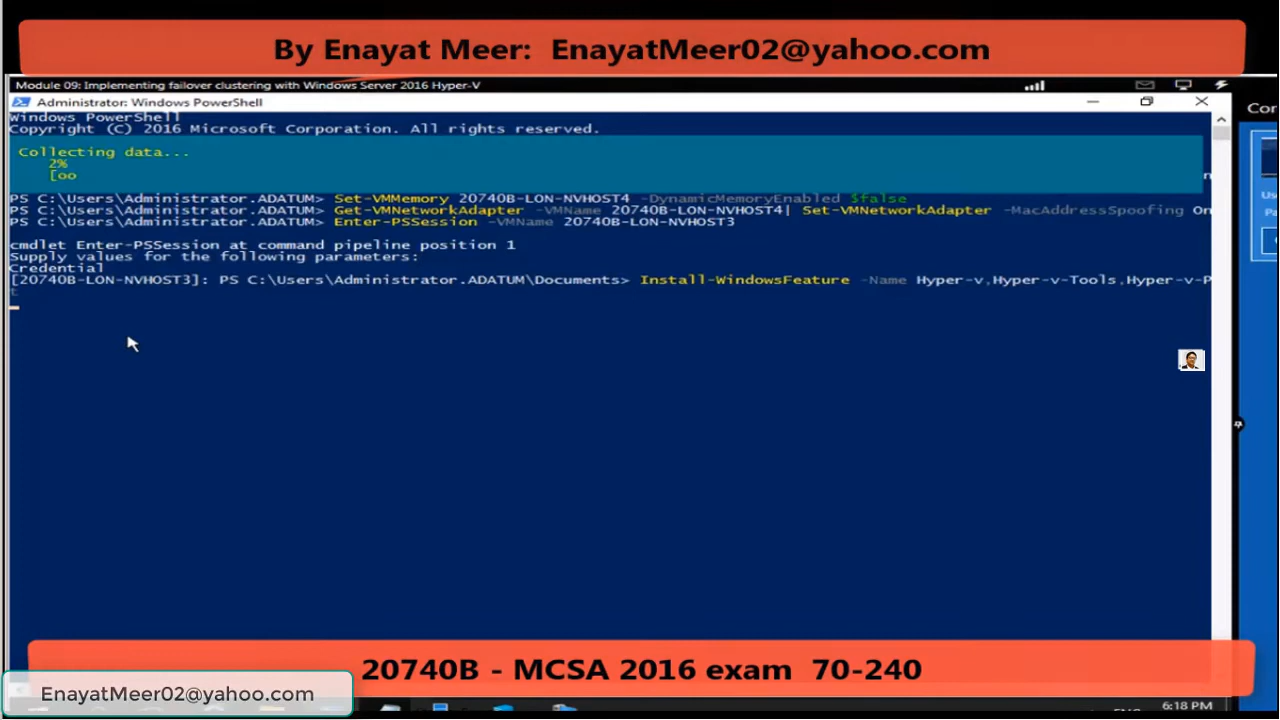 By Enayat Meer: EnayatMeer02@yahoo.com
Module 09: Implementing failover clustering with Windows Server 2016 Hyper-V
Administrator: Windows PowerShell
Windows PowerShell
Copyright (C) 2016 Microsoft Corporation. All rights reserved.
Collecting data...
2%
[oo
n
PS C:\Users\Administrator.ADATUM> Set-VMMemory 20740B-LON-NVHOST4 -DynamicMemoryEnabled $false
PS C:\Users\Administrator.ADATUM> Get-VMNetworkAdapter -VMName 20740B-LON-NVHOST4| Set-VMNetworkAdapter -MacAddressSpoofing On
PS C:\Users\Administrator.ADATUM> Enter-PSSession -VMName 20740B-LON-NVHOST3
cmdlet Enter-PSSession at command pipeline position 1
Supply values for the following parameters:
Credential
[20740B-LON-NVHOST3]: PS C:\Users\Administrator.ADATUM\Documents> Install-WindowsFeature -Name Hyper-v,Hyper-v-Tools,Hyper-v-P
t
Cor
20740B - MCSA 2016 exam 70-240
EnayatMeer02@yahoo.com
6:18 PM